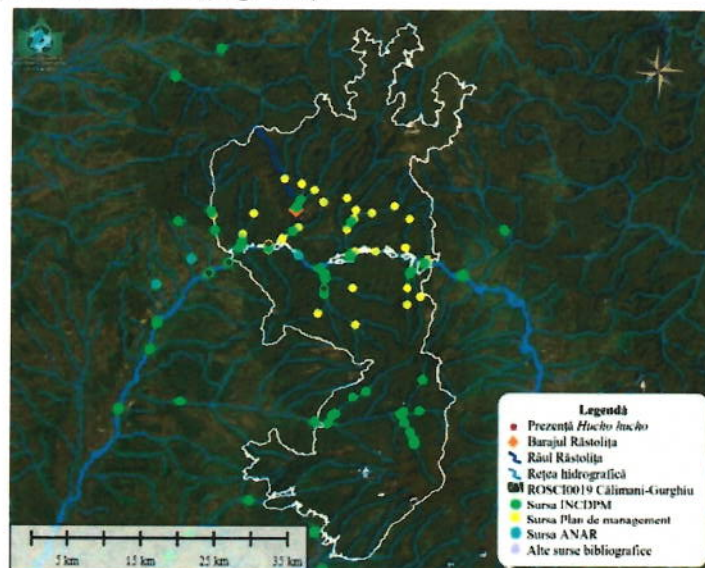 Legendă
Prezență Hucho hucho
Barajul Răstolița
Râul Răstolița
Rețea hidrografică
ROSCI0019 Călimani-Gurghiu
Sursa INCDPM
Sursa Plan de management
Sursa ANAR
Alte surse bibliografice
5 km 15 km 25 km 35 km